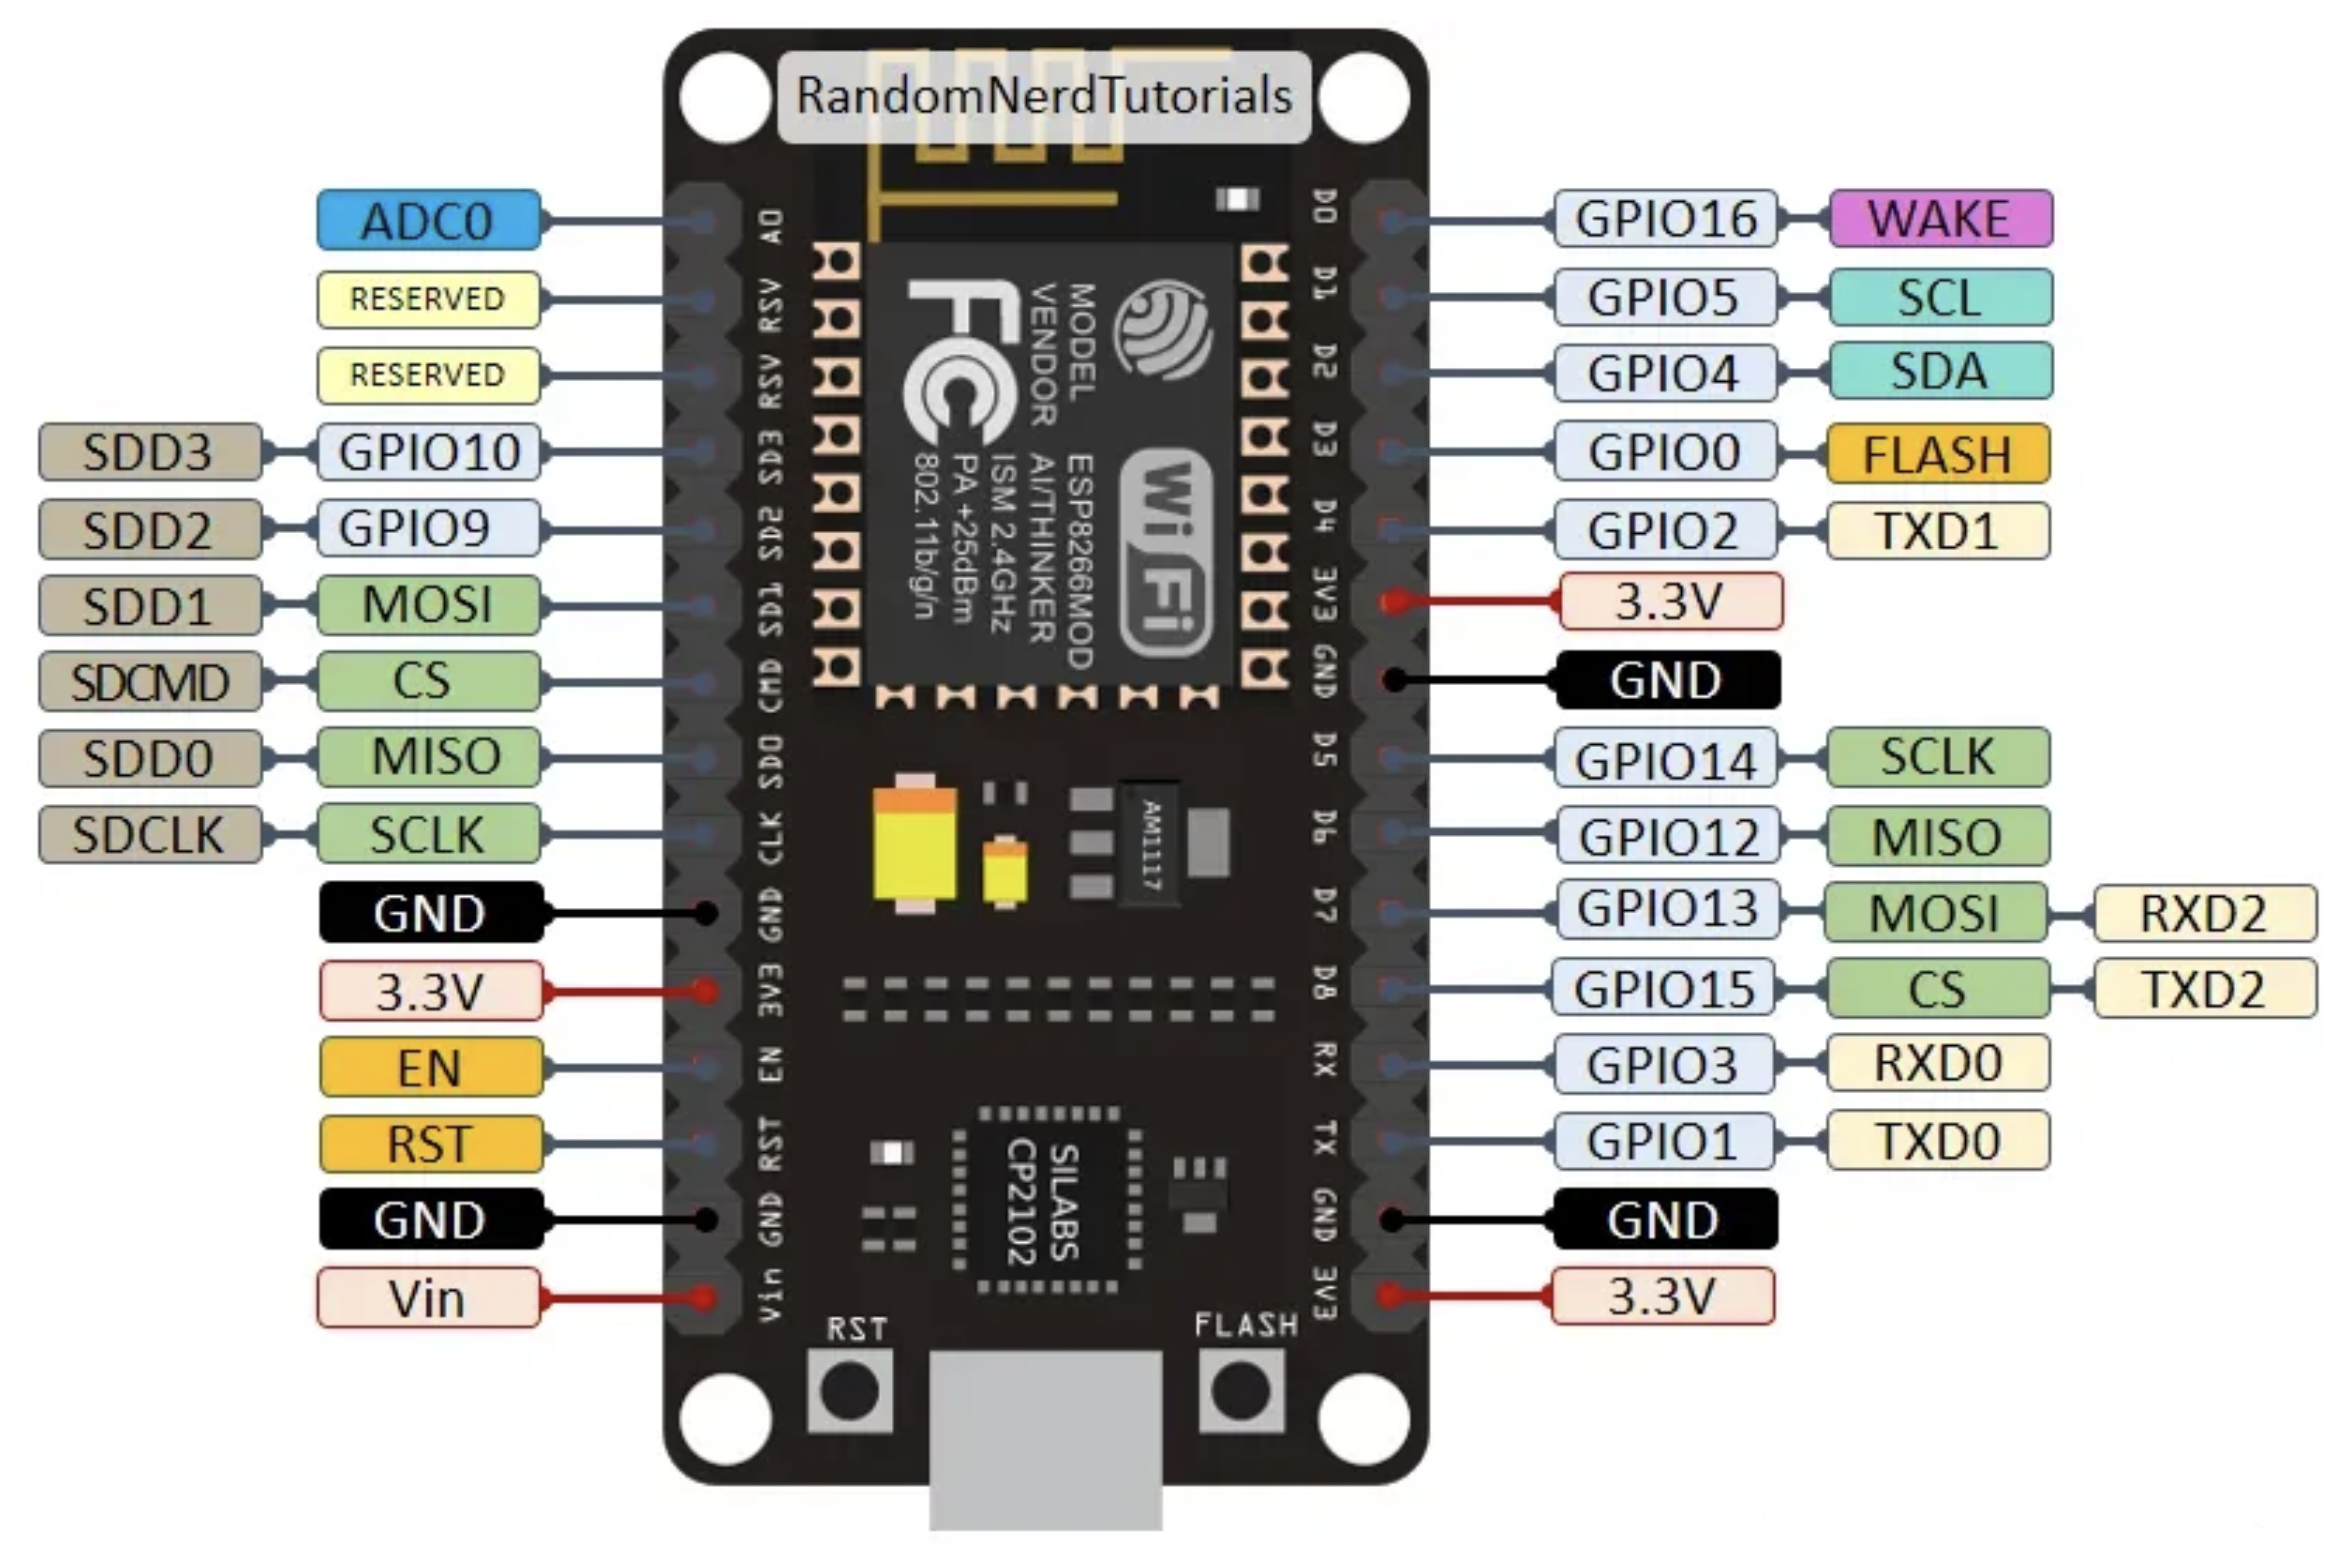 RandomNerdTutorials
ADC0 A0 D0 GPIO16 WAKE
RESERVED RSV D1 GPIO5 SCL
RESERVED RSV D2 GPIO4 SDA
SDD3 GPIO10 SD3 D3 GPIO0 FLASH
SDD2 GPIO9 SD2 D4 GPIO2 TXD1
SDD1 MOSI SD1 3V3 3.3V
SDCMD CS CMD GND GND
SDD0 MISO SD0 D5 GPIO14 SCLK
SDCLK SCLK CLK D6 GPIO12 MISO
GND GND D7 GPIO13 MOSI RXD2
3.3V 3V3 D8 GPIO15 CS TXD2
EN EN RX GPIO3 RXD0
RST RST TX GPIO1 TXD0
GND GND GND GND
Vin Vin 3V3 3.3V
MODEL ESP8266MOD
VENDOR AI/THINKER
ISM 2.4GHz
PA +25dBm
802.11b/g/n
FC
WiFi
AM1117
SILABS
CP2102
RST
FLASH